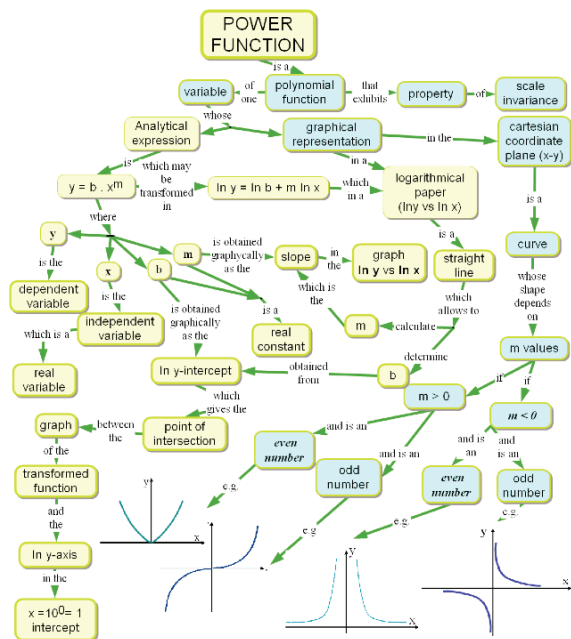 POWER
FUNCTION
is a
variable
of
one
polynomial
function
that
exhibits
property
of
scale
invariance
whose
Analytical
expression
graphical
representation
in the
cartesian
coordinate
plane (x-y)
is
which may
be
transformed
in
in a
y = b . x^m
ln y = ln b + m ln x
which
in a
logarithmical
paper
(lny vs ln x)
is a
where
is a
curve
y
x
b
m
is obtained
graphycally
as the
slope
in
the
graph
ln y vs ln x
straight
line
whose
shape
depends
on
is the
dependent
variable
is the
independent
variable
is obtained
graphically
as the
which is
the
is a
real
constant
which
allows to
m
calculate
m values
which is a
real
variable
determine
ln y-intercept
obtained
from
b
if
if
which
gives the
m > 0
m < 0
graph
between
the
point of
intersection
and is an
and is an
and is
an
and
is an
of the
even
number
odd
number
even
number
odd
number
transformed
function
and
the
e.g.
e.g
e.g.
e.g.
y
x
y
x
y
x
ln y-axis
in the
x =10^0= 1
intercept